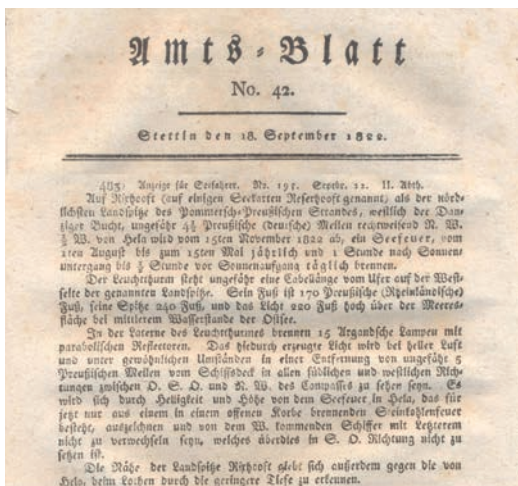 Amts-Blatt
No. 42.
Stettin den 18. September 1822.
483) Anzeige für Seefahrer. No. 195. Septbr. 22. II. Abth.
Auf Rixhooft (auf einigen Seekarten Resehooft genannt) als der nörd-
lichsten Landspitze des Pommersch-Preußischen Strandes, westlich der Dan-
ziger Bucht, ungefähr 4½ Preußische (deutsche) Meilen rechtweisend N. W.
½ W. von Hela wird vom 15ten November 1822 ab, ein Seefeuer, vom
1ten August bis zum 15ten Mai jährlich und 1 Stunde nach Sonnen-
untergang bis ½ Stunde vor Sonnenaufgang täglich brennen.
Der Leuchtthurm steht ungefähr eine Cabellänge vom Ufer auf der West-
seite der genannten Landspitze. Sein Fuß ist 170 Preußische (Rheinländische)
Fuß, seine Spitze 240 Fuß, und das Licht 220 Fuß hoch über der Meeres-
fläche bei mittlerem Wasserstande der Ostsee.
In der Laterne des Leuchtthurmes brennen 15 Argandsche Lampen mit
parabolischen Reflectoren. Das hiedurch erzeugte Licht wird bei heller Luft
und unter gewöhnlichen Umständen in einer Entfernung von ungefähr 5
Preußischen Meilen vom Schiffsdeck in allen südlichen und westlichen Rich-
tungen zwischen O. S. O. und N. W. des Compasses zu sehen seyn. Es
wird sich durch Helligkeit und Höhe von dem Seefeuer in Hela, das für
jetzt nur aus einem in einem offenen Korbe brennenden Steinkohlenfeuer
besteht, auszeichnen und von dem W. kommenden Schiffer mit Letzterem
nicht zu verwechseln seyn, welches überdies in S. O. Richtung nicht zu
sehen ist.
Die Nähe der Landspitze Rixhooft giebt sich außerdem gegen die von
Hela, beim Lothen durch die geringere Tiefe zu erkennen.